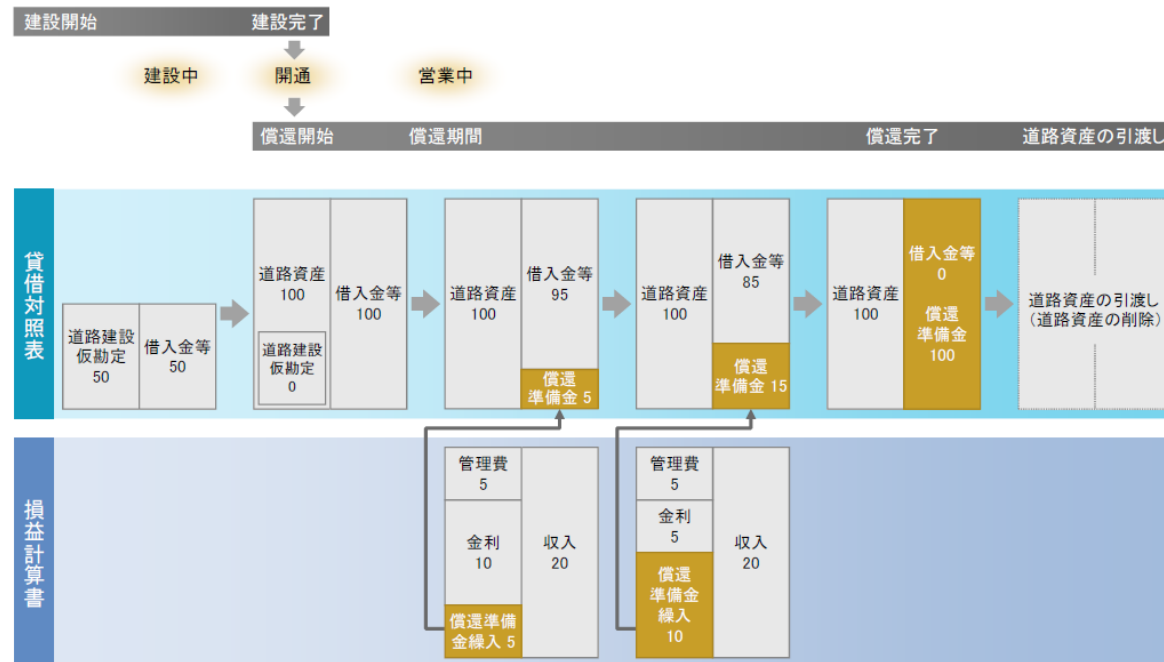 建設開始
建設完了
建設中
開通
営業中
償還開始
償還期間
償還完了
道路資産の引渡し
貸借対照表
道路建設
仮勘定
50
借入金等
50
道路資産
100
道路建設
仮勘定
0
借入金等
100
道路資産
100
借入金等
95
償還
準備金 5
道路資産
100
借入金等
85
償還
準備金 15
道路資産
100
借入金等
0
償還
準備金
100
道路資産の引渡し
(道路資産の削除)
損益計算書
管理費
5
金利
10
償還準備
金繰入 5
収入
20
管理費
5
金利
5
償還
準備金
繰入
10
収入
20